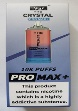 CRYSTAL
10K PUFFS
PRO MAX+
This product
contains nicotine
which is a highly
addictive substance.